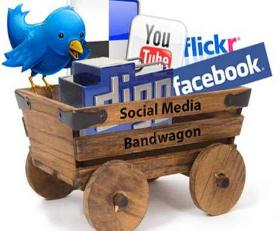 You
Tube
flickr
facebook
digg
Social Media
Bandwagon